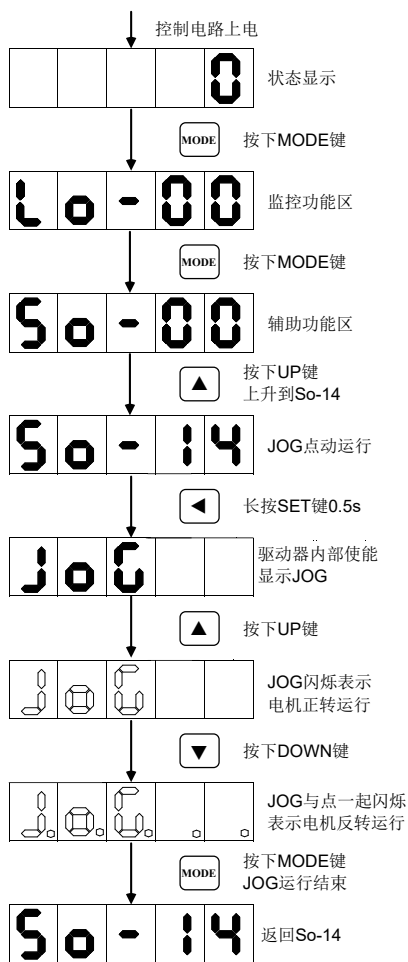 控制电路上电
0
状态显示
MODE
按下MODE键
Lo-00
监控功能区
MODE
按下MODE键
So-00
辅助功能区
按下UP键
上升到So-14
So-14
JOG点动运行
长按SET键0.5s
JoG
驱动器内部使能
显示JOG
按下UP键
JoG
JOG闪烁表示
电机正转运行
按下DOWN键
J.o.G. . .
JOG与点一起闪烁
表示电机反转运行
MODE
按下MODE键
JOG运行结束
So-14
返回So-14